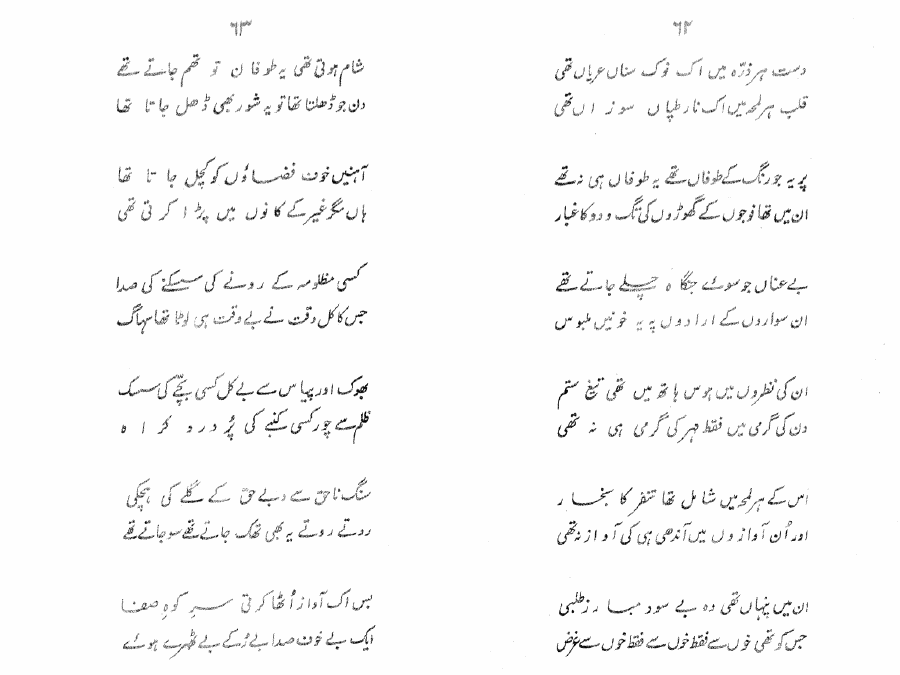 ٦٢
دست ہر ذرّہ میں اک نوک سناں عریاں تھی
قلب ہر لمحہ میں اک نار طپاں سوزاں تھی
پر یہ جو رنگ کے طوفاں تھے یہ طوفاں ہی نہ تھے
ان میں تھا فوجوں کے گھوڑوں کی تگ و دو کا غبار
بے عناں جو سوئے جنگاہ چلے جاتے تھے
ان سواروں کے ارادوں پہ یہ خونیں ملبوس
ان کی نظروں میں ہوس ہاتھ میں تھی تیغ ستم
دن کی گرمی میں فقط مہر کی گرمی ہی نہ تھی
اس کے ہر لمحہ میں شامل تھا تنفر کا بخار
اور اُن آوازوں میں آندھی ہی کی آواز نہ تھی
ان میں پنہاں تھی وہ بے سود مبارز طلبی
جس کو تھی خوں سے فقط خوں سے فقط خوں سے غرض
٦٣
شام ہوتی تھی یہ طوفان تو تھم جاتے تھے
دن جو ڈھلتا تھا تو یہ شور بھی ڈھل جاتا تھا
آہنیں خوف فضاؤں کو کچل جاتا تھا
ہاں مگر غیر کے کانوں میں پڑا کرتی تھی
کسی مظلومہ کے رونے کی سسکنے کی صدا
جس کا کل وقت نے بے وقت ہی لوٹا تھا سہاگ
بھوک اور پیاس سے بے کل کسی بچّے کی سسک
ظلم سے چور کسی کنبے کی پُر درد کراہ
سنگ ناحق سے دبے حق کے گلے کی ہچکی
روتے روتے یہ بھی تھک جاتے تھے سو جاتے تھے
بس اک آواز اُٹھا کرتی سرِ کوہِ صفا
ایک بے خوف صدا بے رُکے بے ٹھہرے ہوئے